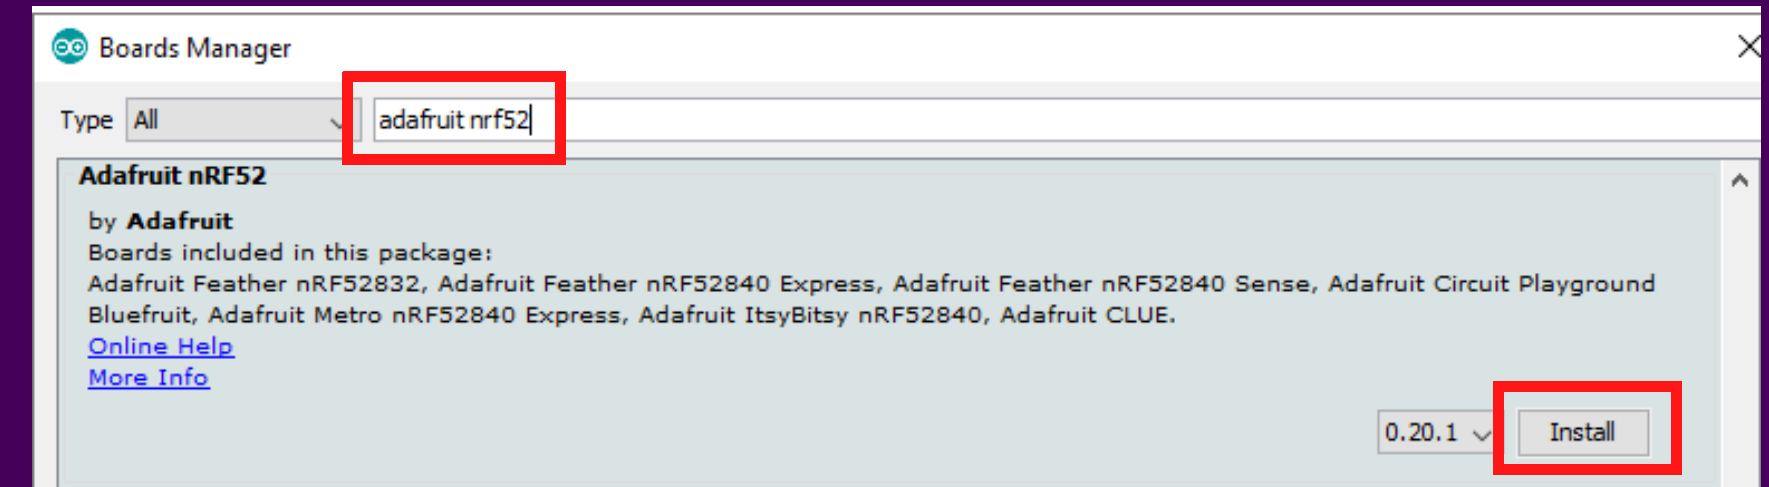 Boards Manager
Type All adafruit nrf52
Adafruit nRF52
by Adafruit
Boards included in this package:
Adafruit Feather nRF52832, Adafruit Feather nRF52840 Express, Adafruit Feather nRF52840 Sense, Adafruit Circuit Playground
Bluefruit, Adafruit Metro nRF52840 Express, Adafruit ItsyBitsy nRF52840, Adafruit CLUE.
Online Help
More Info
0.20.1 Install